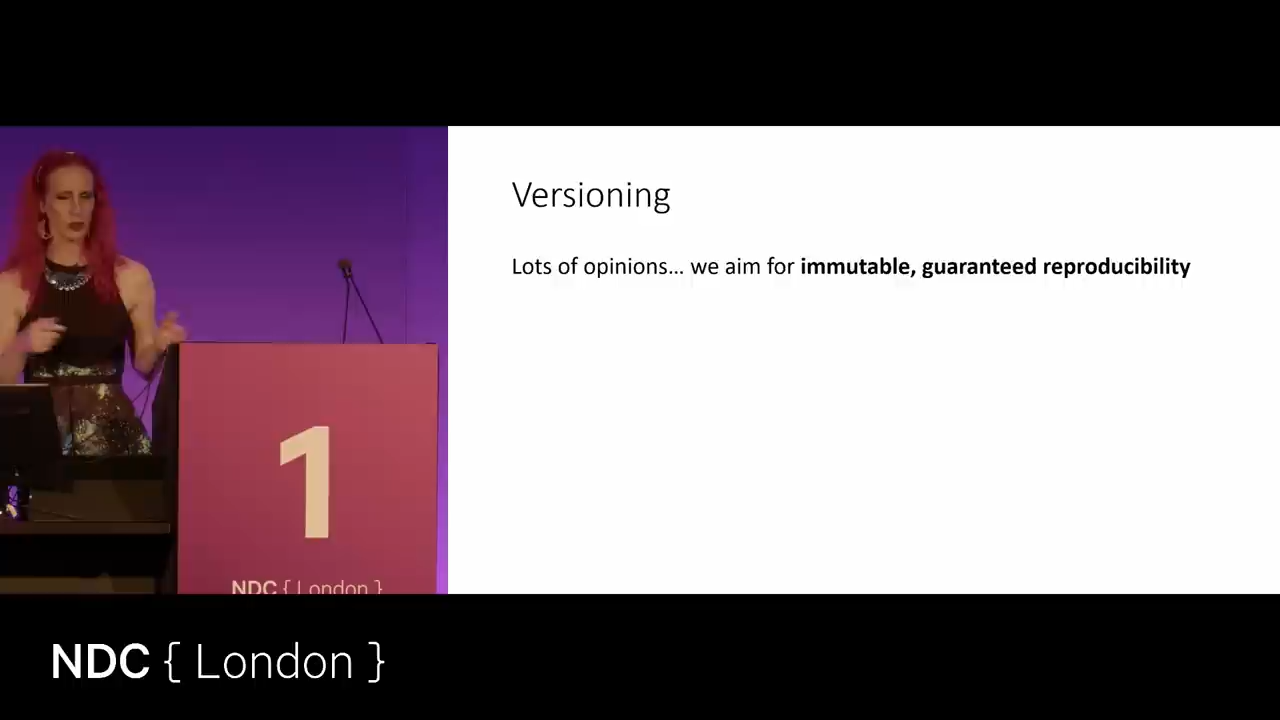 Versioning
Lots of opinions... we aim for immutable, guaranteed reproducibility
1
NDC { London }
NDC { London }